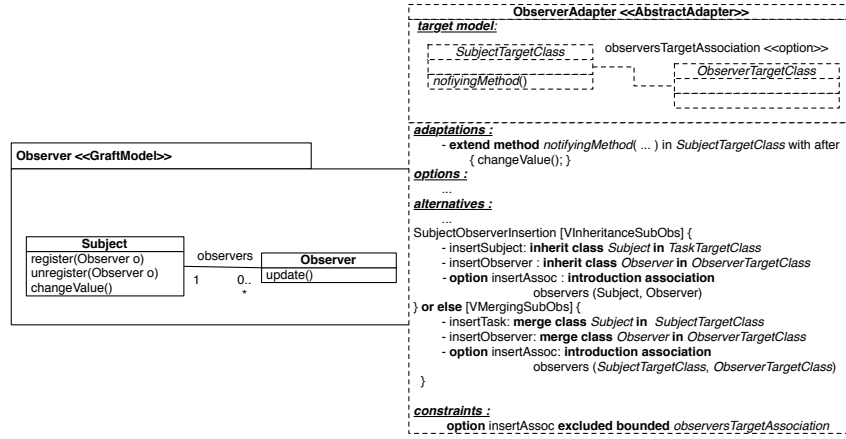 ObserverAdapter <<AbstractAdapter>>
target model:
SubjectTargetClass
observersTargetAssociation <<option>>
ObserverTargetClass
nofiyingMethod()
adaptations :
- extend method notifyingMethod( ... ) in SubjectTargetClass with after
{ changeValue(); }
options :
...
alternatives :
...
SubjectObserverInsertion [VInheritanceSubObs] {
- insertSubject: inherit class Subject in TaskTargetClass
- insertObserver : inherit class Observer in ObserverTargetClass
- option insertAssoc : introduction association
observers (Subject, Observer)
} or else [VMergingSubObs] {
- insertTask: merge class Subject in SubjectTargetClass
- insertObserver: merge class Observer in ObserverTargetClass
- option insertAssoc: introduction association
observers (SubjectTargetClass, ObserverTargetClass)
}
constraints :
option insertAssoc excluded bounded observersTargetAssociation
Observer <<GraftModel>>
Subject
register(Observer o)
unregister(Observer o)
changeValue()
observers
1
0..
*
Observer
update()